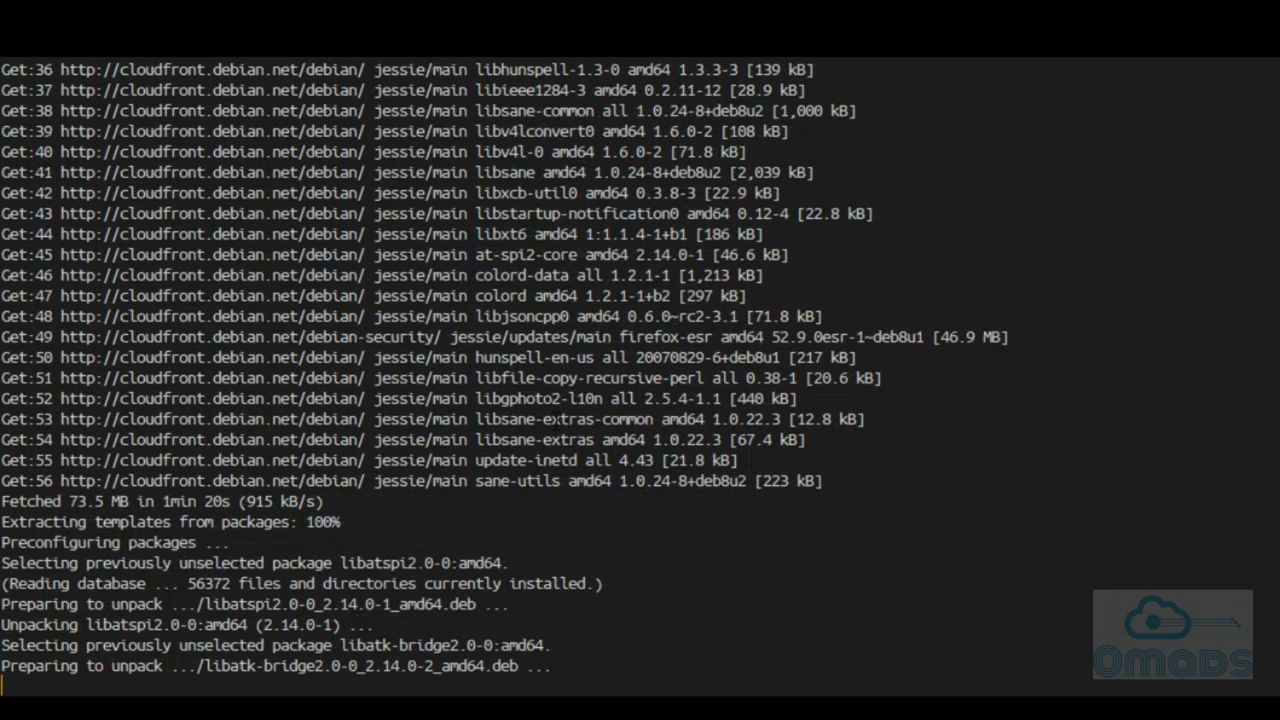 Get:36 http://cloudfront.debian.net/debian/ jessie/main libhunspell-1.3-0 amd64 1.3.3-3 [139 kB]
Get:37 http://cloudfront.debian.net/debian/ jessie/main libieee1284-3 amd64 0.2.11-12 [28.9 kB]
Get:38 http://cloudfront.debian.net/debian/ jessie/main libsane-common all 1.0.24-8+deb8u2 [1,000 kB]
Get:39 http://cloudfront.debian.net/debian/ jessie/main libv4lconvert0 amd64 1.6.0-2 [108 kB]
Get:40 http://cloudfront.debian.net/debian/ jessie/main libv4l-0 amd64 1.6.0-2 [71.8 kB]
Get:41 http://cloudfront.debian.net/debian/ jessie/main libsane amd64 1.0.24-8+deb8u2 [2,039 kB]
Get:42 http://cloudfront.debian.net/debian/ jessie/main libxcb-util0 amd64 0.3.8-3 [22.9 kB]
Get:43 http://cloudfront.debian.net/debian/ jessie/main libstartup-notification0 amd64 0.12-4 [22.8 kB]
Get:44 http://cloudfront.debian.net/debian/ jessie/main libxt6 amd64 1:1.1.4-1+b1 [186 kB]
Get:45 http://cloudfront.debian.net/debian/ jessie/main at-spi2-core amd64 2.14.0-1 [46.6 kB]
Get:46 http://cloudfront.debian.net/debian/ jessie/main colord-data all 1.2.1-1 [1,213 kB]
Get:47 http://cloudfront.debian.net/debian/ jessie/main colord amd64 1.2.1-1+b2 [297 kB]
Get:48 http://cloudfront.debian.net/debian/ jessie/main libjsoncpp0 amd64 0.6.0~rc2-3.1 [71.8 kB]
Get:49 http://cloudfront.debian.net/debian-security/ jessie/updates/main firefox-esr amd64 52.9.0esr-1~deb8u1 [46.9 MB]
Get:50 http://cloudfront.debian.net/debian/ jessie/main hunspell-en-us all 20070829-6+deb8u1 [217 kB]
Get:51 http://cloudfront.debian.net/debian/ jessie/main libfile-copy-recursive-perl all 0.38-1 [20.6 kB]
Get:52 http://cloudfront.debian.net/debian/ jessie/main libgphoto2-l10n all 2.5.4-1.1 [440 kB]
Get:53 http://cloudfront.debian.net/debian/ jessie/main libsane-extras-common amd64 1.0.22.3 [12.8 kB]
Get:54 http://cloudfront.debian.net/debian/ jessie/main libsane-extras amd64 1.0.22.3 [67.4 kB]
Get:55 http://cloudfront.debian.net/debian/ jessie/main update-inetd all 4.43 [21.8 kB]
Get:56 http://cloudfront.debian.net/debian/ jessie/main sane-utils amd64 1.0.24-8+deb8u2 [223 kB]
Fetched 73.5 MB in 1min 20s (915 kB/s)
Extracting templates from packages: 100%
Preconfiguring packages ...
Selecting previously unselected package libatspi2.0-0:amd64.
(Reading database ... 56372 files and directories currently installed.)
Preparing to unpack .../libatspi2.0-0_2.14.0-1_amd64.deb ...
Unpacking libatspi2.0-0:amd64 (2.14.0-1) ...
Selecting previously unselected package libatk-bridge2.0-0:amd64.
Preparing to unpack .../libatk-bridge2.0-0_2.14.0-2_amd64.deb ...
Omads